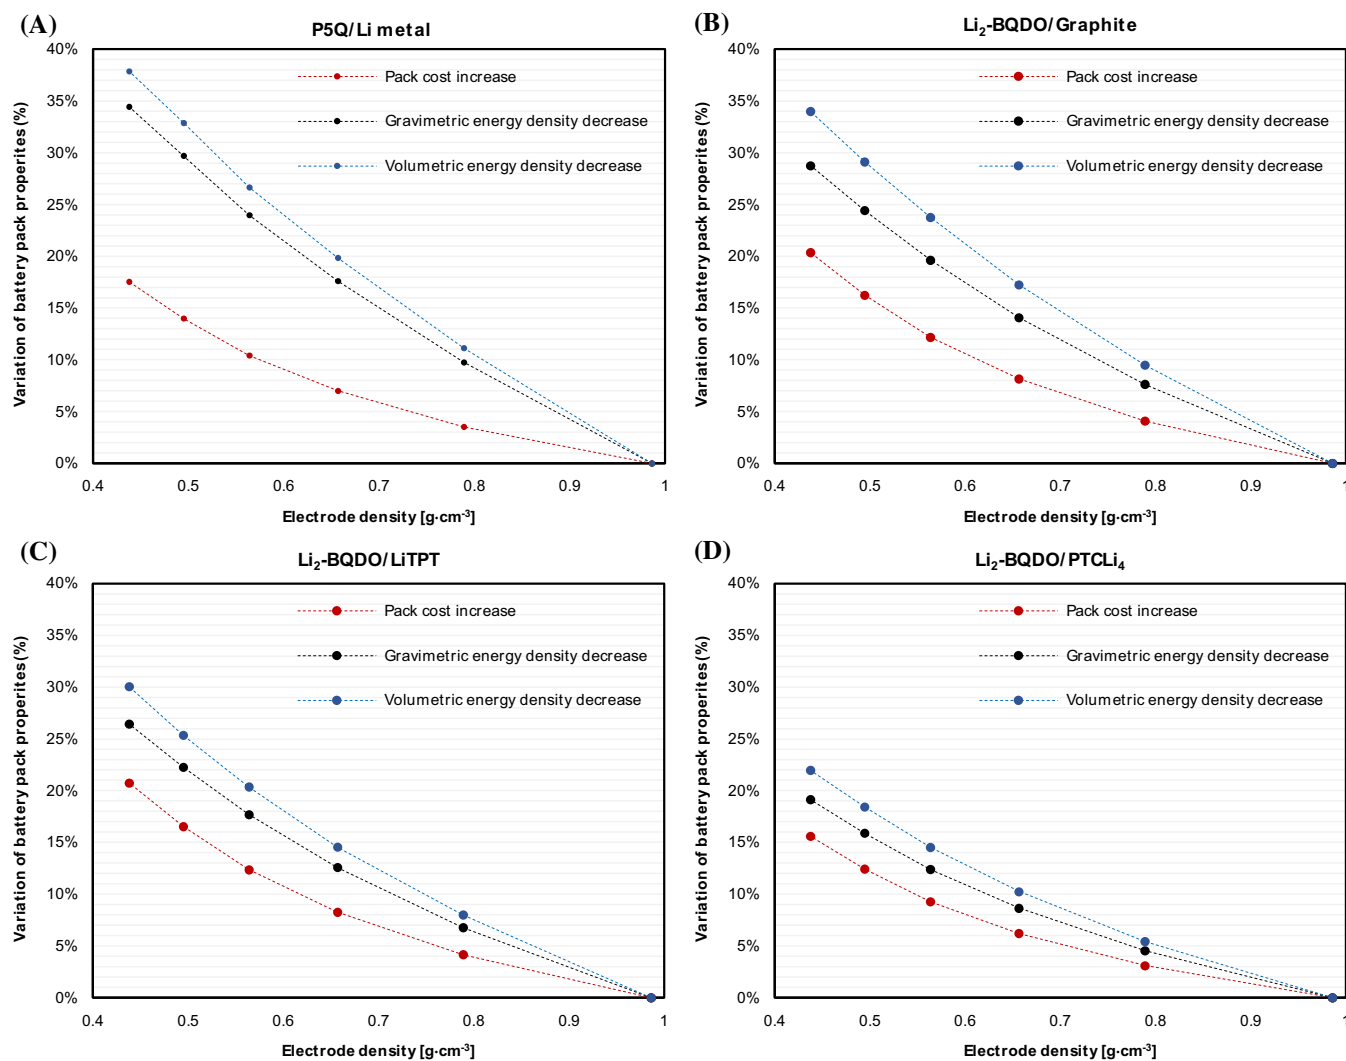 (A)
P5Q/Li metal
40%
35%
30%
25%
20%
15%
10%
5%
0%
Variation of battery pack properites (%)
Pack cost increase
Gravimetric energy density decrease
Volumetric energy density decrease
0.4 0.5 0.6 0.7 0.8 0.9 1
Electrode density [g·cm⁻³]
(B)
Li₂-BQDO/Graphite
40%
35%
30%
25%
20%
15%
10%
5%
0%
Variation of battery pack properites (%)
Pack cost increase
Gravimetric energy density decrease
Volumetric energy density decrease
0.4 0.5 0.6 0.7 0.8 0.9 1
Electrode density [g·cm⁻³]
(C)
Li₂-BQDO/LiTPT
40%
35%
30%
25%
20%
15%
10%
5%
0%
Variation of battery pack properites (%)
Pack cost increase
Gravimetric energy density decrease
Volumetric energy density decrease
0.4 0.5 0.6 0.7 0.8 0.9 1
Electrode density [g·cm⁻³]
(D)
Li₂-BQDO/PTCLi₄
40%
35%
30%
25%
20%
15%
10%
5%
0%
Variation of battery pack properites (%)
Pack cost increase
Gravimetric energy density decrease
Volumetric energy density decrease
0.4 0.5 0.6 0.7 0.8 0.9 1
Electrode density [g·cm⁻³]